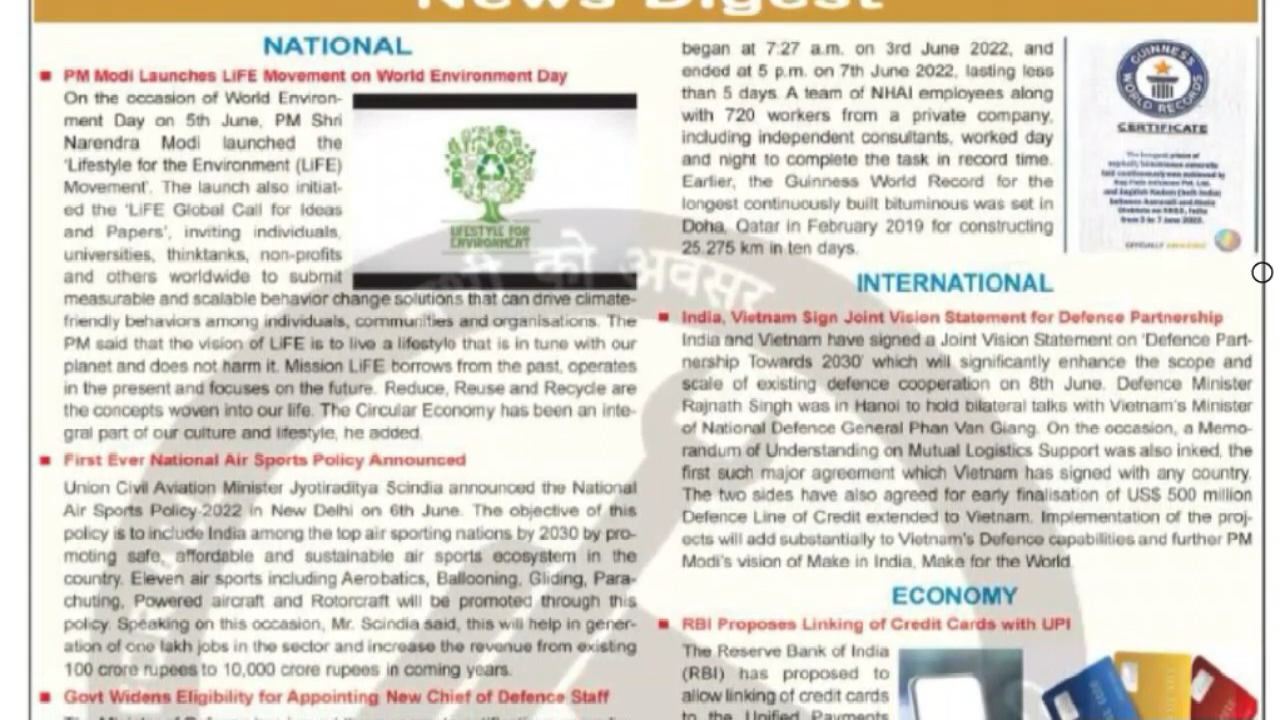 News Digest
NATIONAL
PM Modi Launches LiFE Movement on World Environment Day
On the occasion of World Environ-
ment Day on 5th June, PM Shri
Narendra Modi launched the
'Lifestyle for the Environment (LiFE)
Movement'. The launch also initiat-
ed the 'LiFE Global Call for Ideas
and Papers', inviting individuals,
universities, thinktanks, non-profits
and others worldwide to submit
measurable and scalable behavior change solutions that can drive climate-
friendly behaviors among individuals, communities and organisations. The
PM said that the vision of LiFE is to live a lifestyle that is in tune with our
planet and does not harm it. Mission LiFE borrows from the past, operates
in the present and focuses on the future. Reduce, Reuse and Recycle are
the concepts woven into our life. The Circular Economy has been an inte-
gral part of our culture and lifestyle, he added.
LIFESTYLE FOR
ENVIRONMENT
First Ever National Air Sports Policy Announced
Union Civil Aviation Minister Jyotiraditya Scindia announced the National
Air Sports Policy-2022 in New Delhi on 6th June. The objective of this
policy is to include India among the top air sporting nations by 2030 by pro-
moting safe, affordable and sustainable air sports ecosystem in the
country. Eleven air sports including Aerobatics, Ballooning, Gliding, Para-
chuting, Powered aircraft and Rotorcraft will be promoted through this
policy. Speaking on this occasion, Mr. Scindia said, this will help in gener-
ation of one lakh jobs in the sector and increase the revenue from existing
100 crore rupees to 10,000 crore rupees in coming years.
Govt Widens Eligibility for Appointing New Chief of Defence Staff
began at 7:27 a.m. on 3rd June 2022, and
ended at 5 p.m. on 7th June 2022, lasting less
than 5 days. A team of NHAI employees along
with 720 workers from a private company,
including independent consultants, worked day
and night to complete the task in record time.
Earlier, the Guinness World Record for the
longest continuously built bituminous was set in
Doha, Qatar in February 2019 for constructing
25.275 km in ten days.
GUINNESS
WORLD RECORDS
CERTIFICATE
को अवसर
INTERNATIONAL
India, Vietnam Sign Joint Vision Statement for Defence Partnership
India and Vietnam have signed a Joint Vision Statement on 'Defence Part-
nership Towards 2030' which will significantly enhance the scope and
scale of existing defence cooperation on 8th June. Defence Minister
Rajnath Singh was in Hanoi to hold bilateral talks with Vietnam's Minister
of National Defence General Phan Van Giang. On the occasion, a Memo-
randum of Understanding on Mutual Logistics Support was also inked, the
first such major agreement which Vietnam has signed with any country.
The two sides have also agreed for early finalisation of US$ 500 million
Defence Line of Credit extended to Vietnam. Implementation of the proj-
ects will add substantially to Vietnam's Defence capabilities and further PM
Modi's vision of Make in India, Make for the World.
ECONOMY
RBI Proposes Linking of Credit Cards with UPI
The Reserve Bank of India
(RBI) has proposed to
allow linking of credit cards
to the Unified Payments